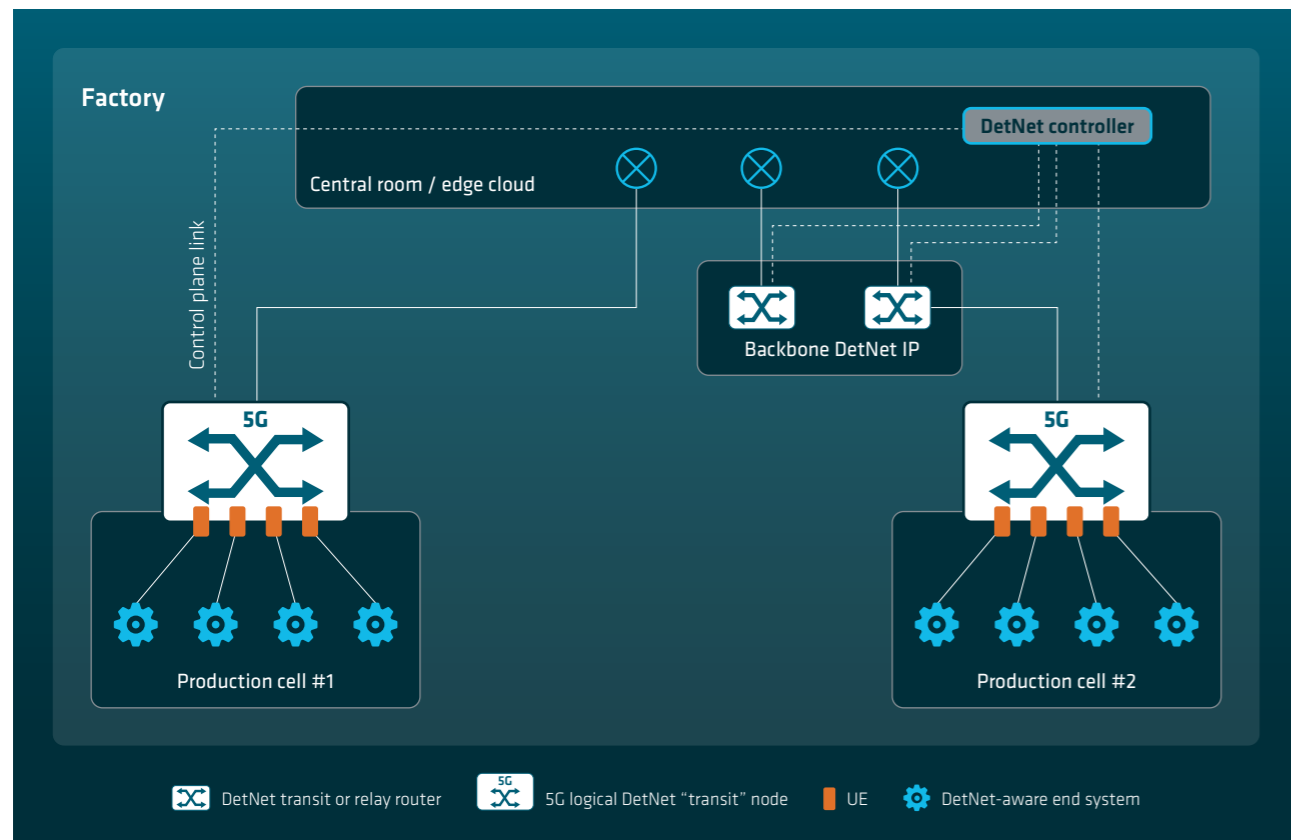 Factory
DetNet controller
Central room / edge cloud
Control plane link
Backbone DetNet IP
5G
5G
Production cell #1
Production cell #2
5G
DetNet transit or relay router
5G logical DetNet “transit” node
UE
DetNet-aware end system